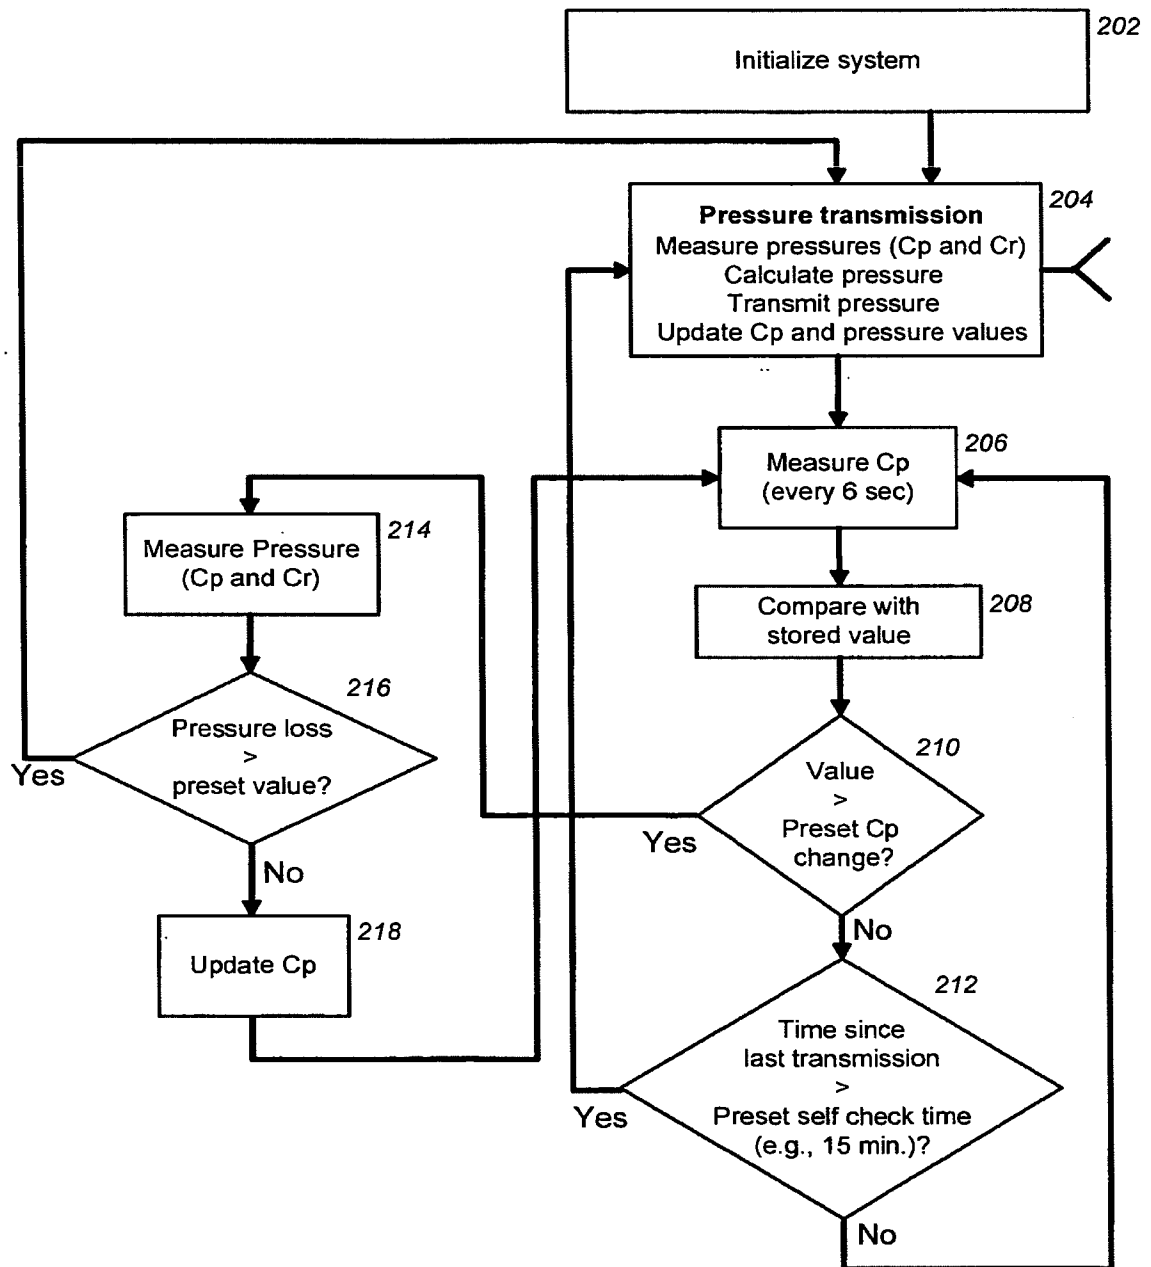 202
Initialize system
204
Pressure transmission
Measure pressures (Cp and Cr)
Calculate pressure
Transmit pressure
Update Cp and pressure values
206
Measure Cp
(every 6 sec)
214
Measure Pressure
(Cp and Cr)
208
Compare with
stored value
216
Pressure loss
>
preset value?
Yes
No
210
Value
>
Preset Cp
change?
Yes
No
218
Update Cp
212
Time since
last transmission
>
Preset self check time
(e.g., 15 min.)?
Yes
No